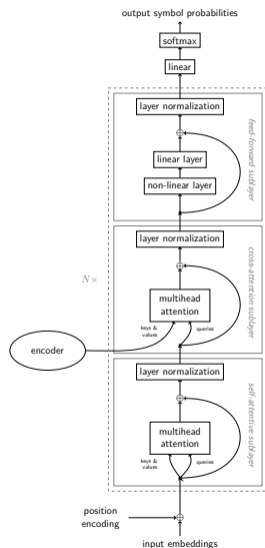 output symbol probabilities
softmax
linear
layer normalization
linear layer
non-linear layer
feed-forward sublayer
layer normalization
multihead
attention
keys &
values
queries
cross-attention sublayer
N×
encoder
layer normalization
multihead
attention
keys &
values
queries
self-attentive sublayer
position
encoding
input embeddings